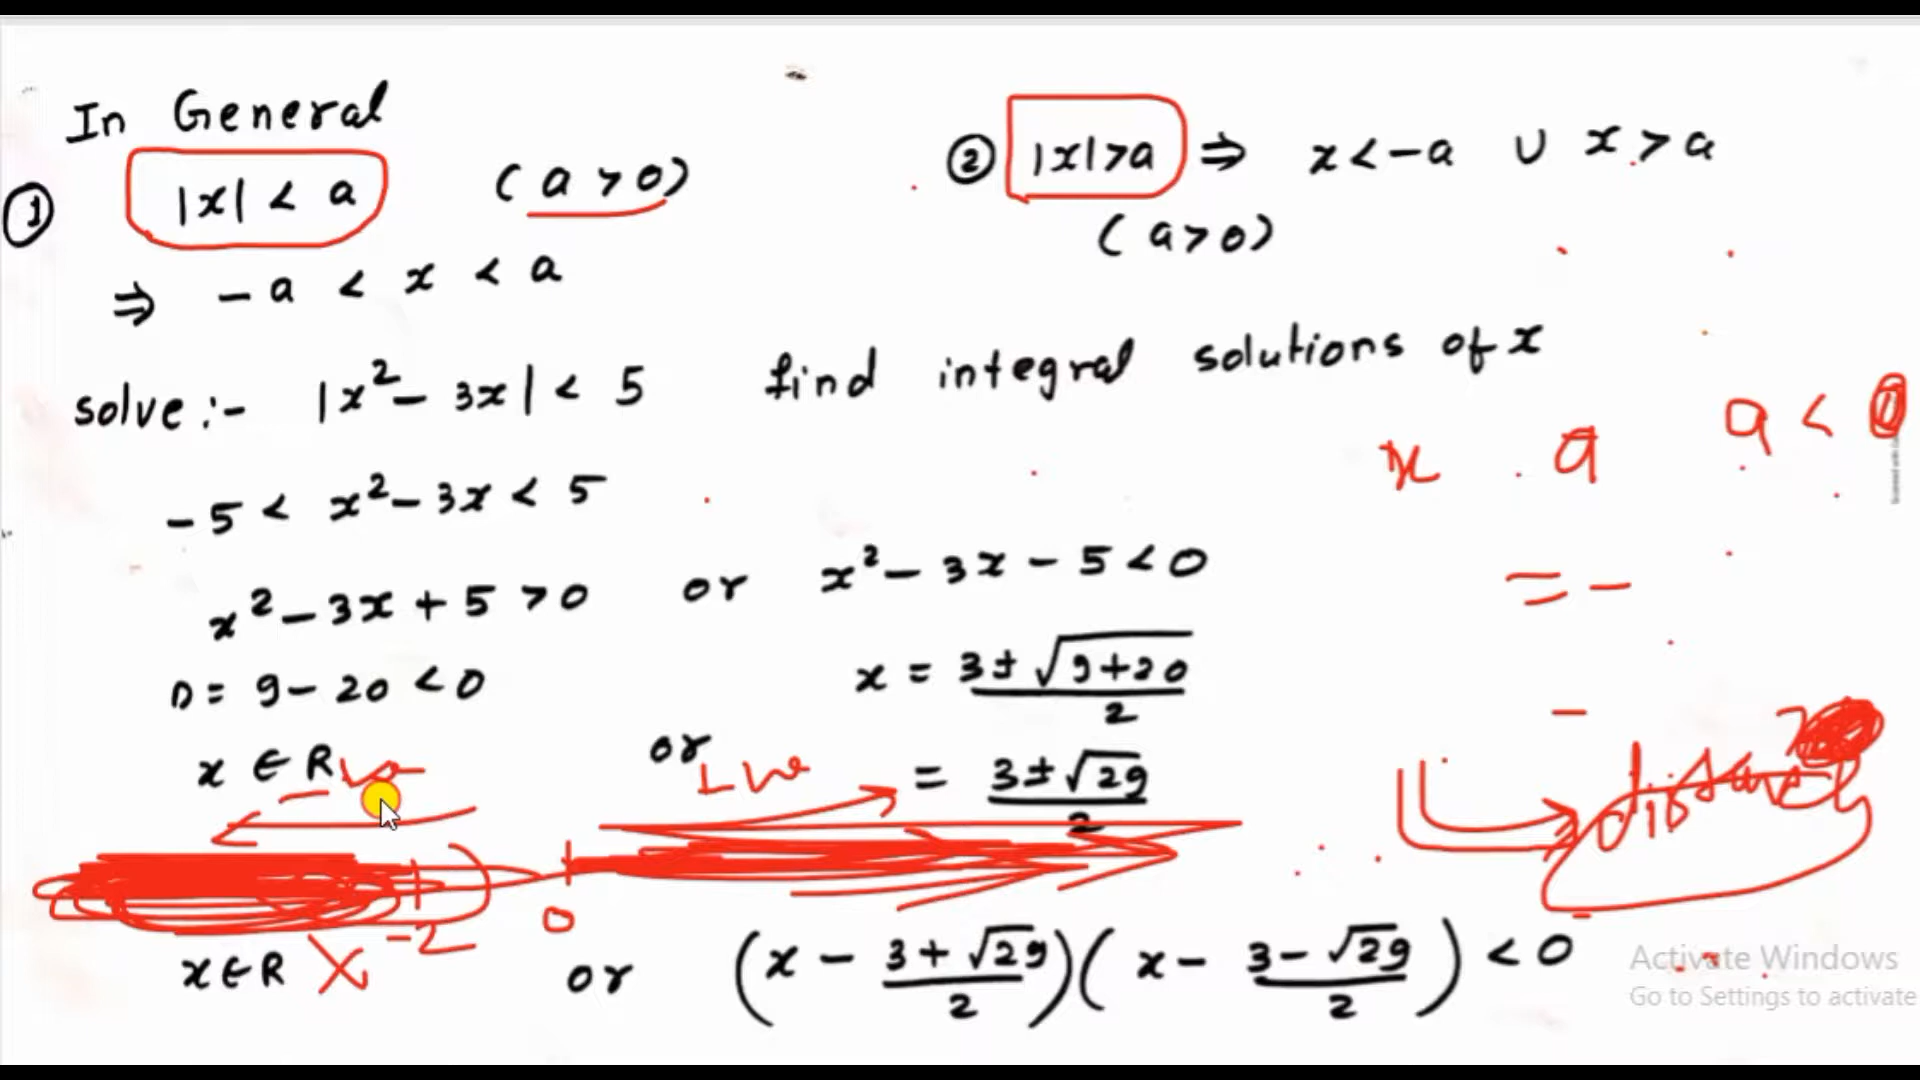 In General
① |x| < a (a > 0)
⇒ -a < x < a
② |x| > a ⇒ x < -a ∪ x > a
(a > 0)
solve :- |x² - 3x| < 5 find integral solutions of x
x a a < 0
-5 < x² - 3x < 5
x² - 3x + 5 > 0 or x² - 3x - 5 < 0
= -
D = 9 - 20 < 0 x = (3 ± √(9+20))/2
x ∈ R or = (3 ± √29)/2
distance
-2 0
x ∈ R X or (x - (3 + √29)/2)(x - (3 - √29)/2) < 0
Activate Windows
Go to Settings to activate